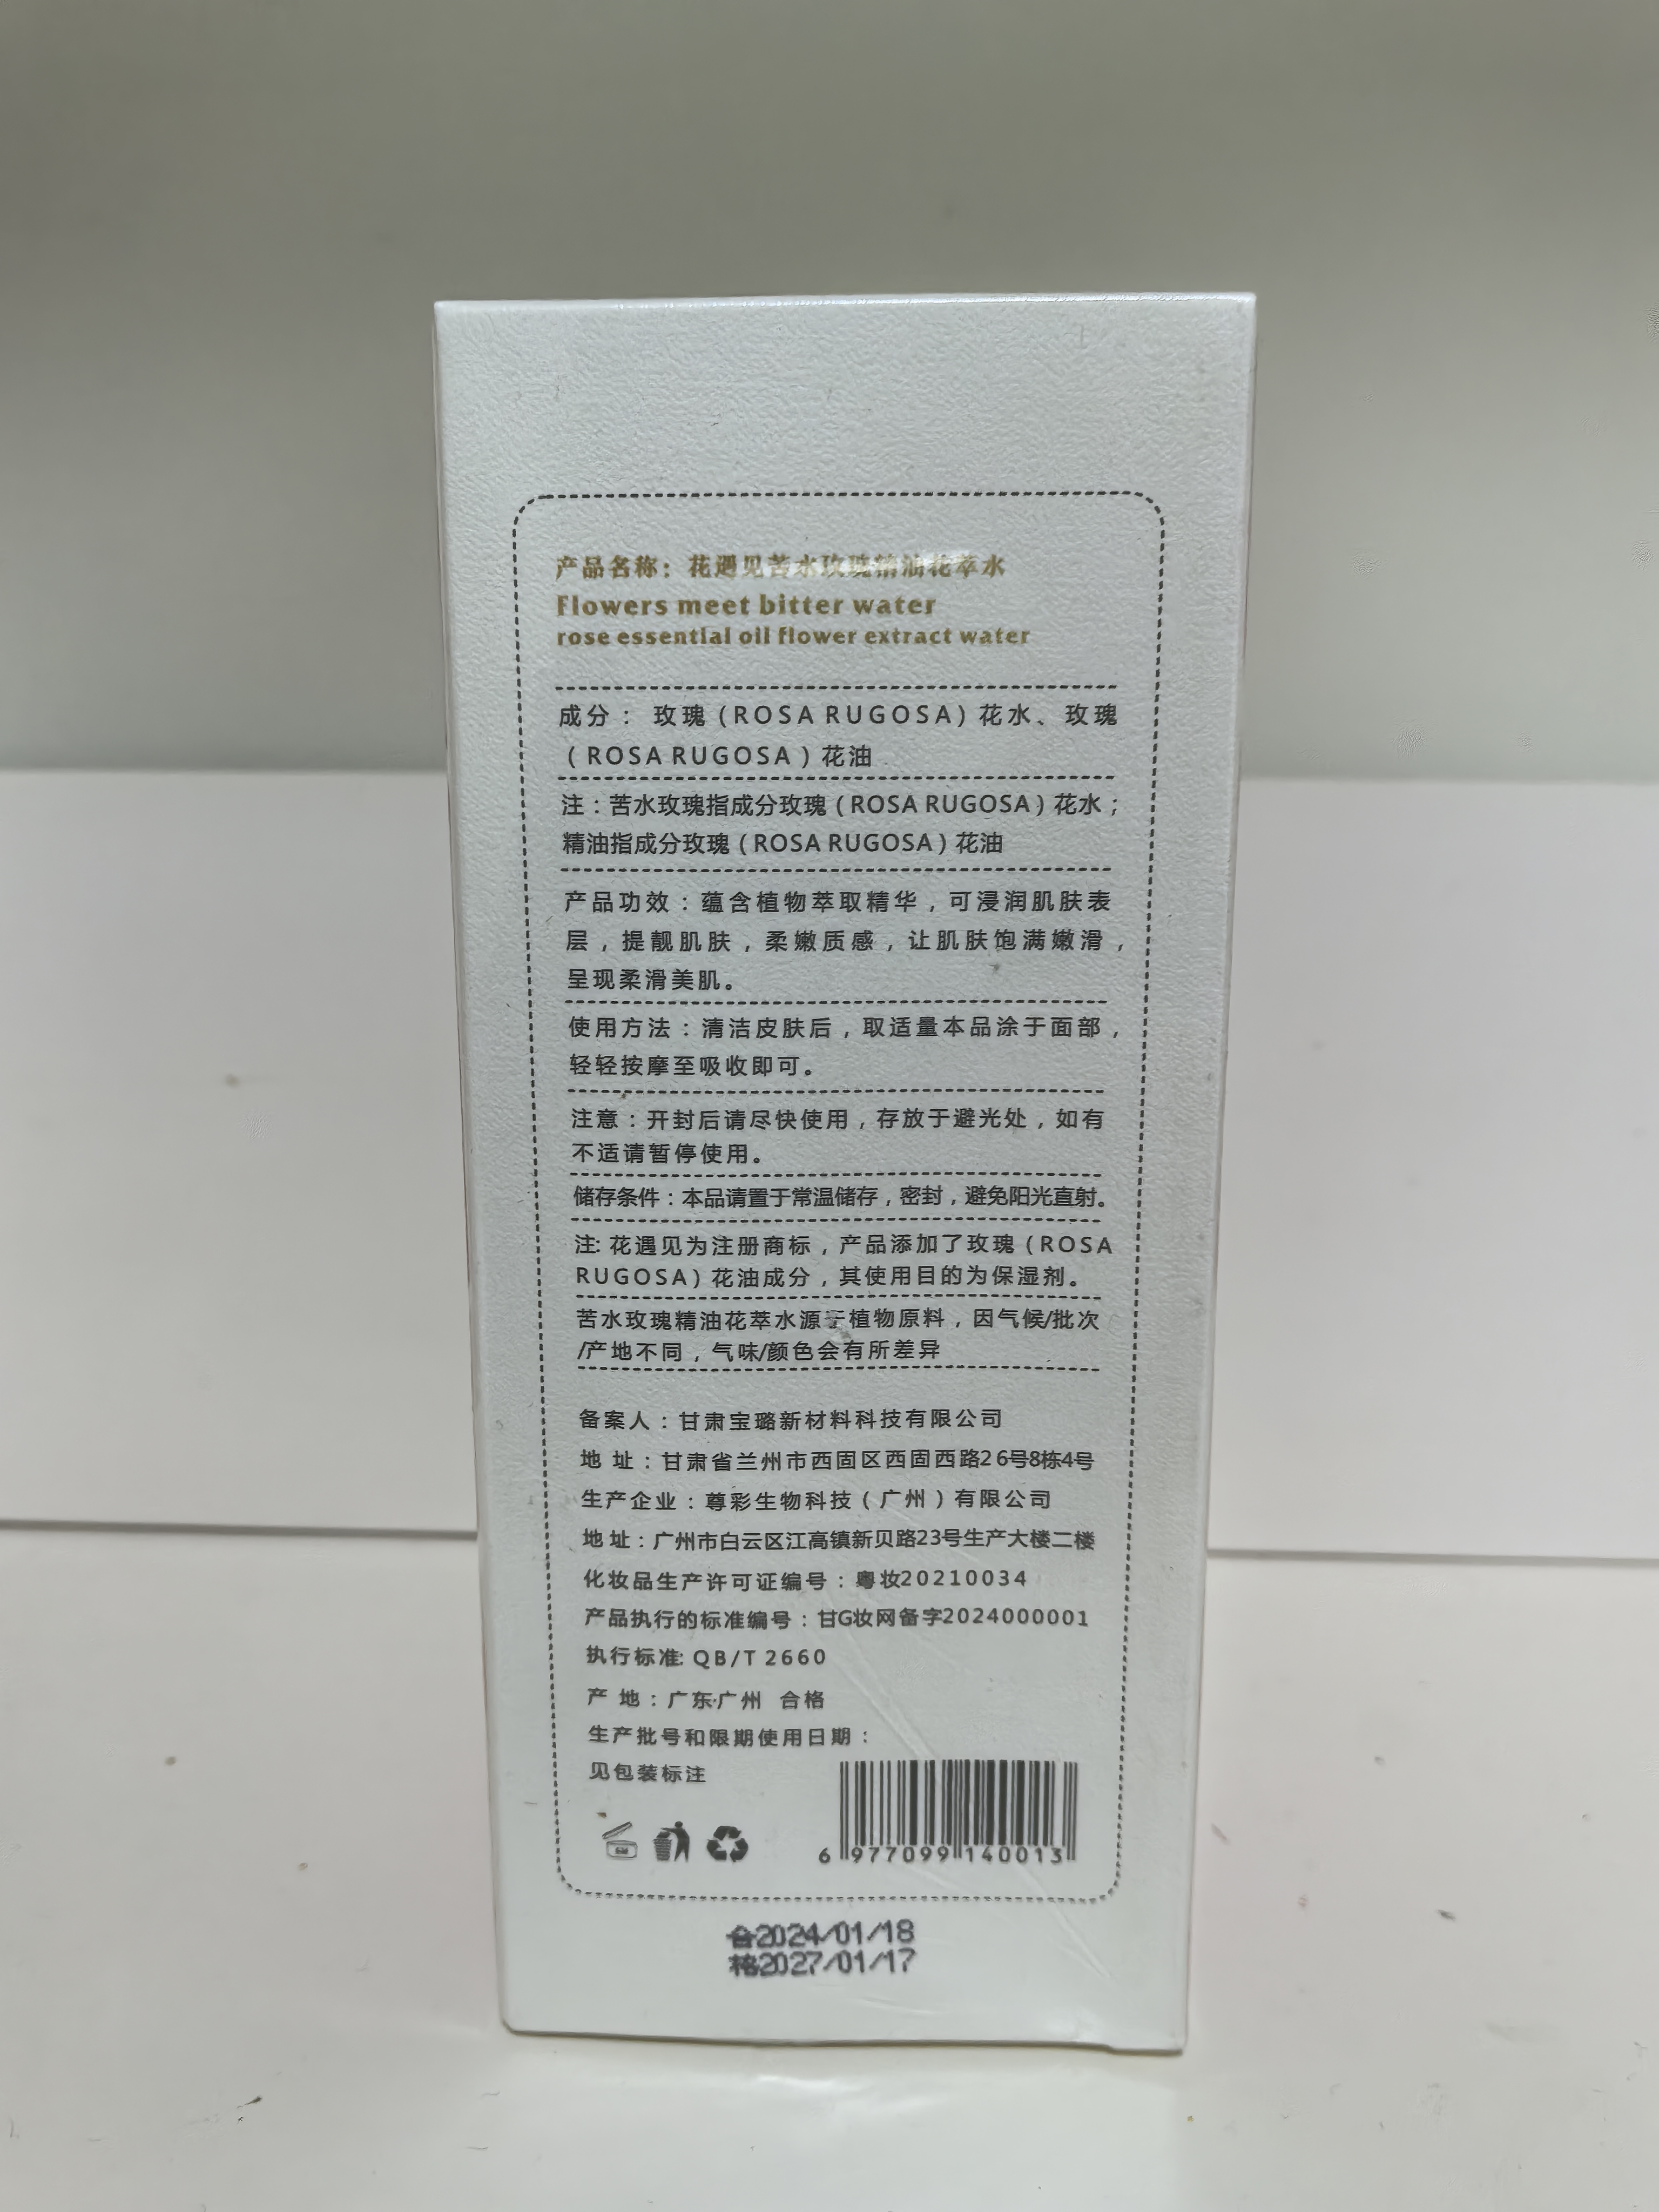 产品名称：花遇见苦水玫瑰精油花萃水
Flowers meet bitter water
rose essential oil flower extract water
成分： 玫瑰（ROSA RUGOSA）花水、玫瑰
（ROSA RUGOSA）花油
注：苦水玫瑰指成分玫瑰（ROSA RUGOSA）花水；
精油指成分玫瑰（ROSA RUGOSA）花油
产品功效：蕴含植物萃取精华，可浸润肌肤表
层，提靓肌肤，柔嫩质感，让肌肤饱满嫩滑，
呈现柔滑美肌。
使用方法：清洁皮肤后，取适量本品涂于面部，
轻轻按摩至吸收即可。
注意：开封后请尽快使用，存放于避光处，如有
不适请暂停使用。
储存条件：本品请置于常温储存，密封，避免阳光直射。
注: 花遇见为注册商标，产品添加了玫瑰（ROSA
RUGOSA）花油成分，其使用目的为保湿剂。
苦水玫瑰精油花萃水源于植物原料，因气候/批次
/产地不同，气味/颜色会有所差异
备案人：甘肃宝璐新材料科技有限公司
地 址：甘肃省兰州市西固区西固西路26号8栋4号
生产企业：尊彩生物科技（广州）有限公司
地 址：广州市白云区江高镇新贝路23号生产大楼二楼
化妆品生产许可证编号：粤妆20210034
产品执行的标准编号：甘G妆网备字2024000001
执行标准: QB/T 2660
产 地：广东·广州 合格
生产批号和限期使用日期：
见包装标注
6M
6 977099 140013
合2024/01/18
格2027/01/17